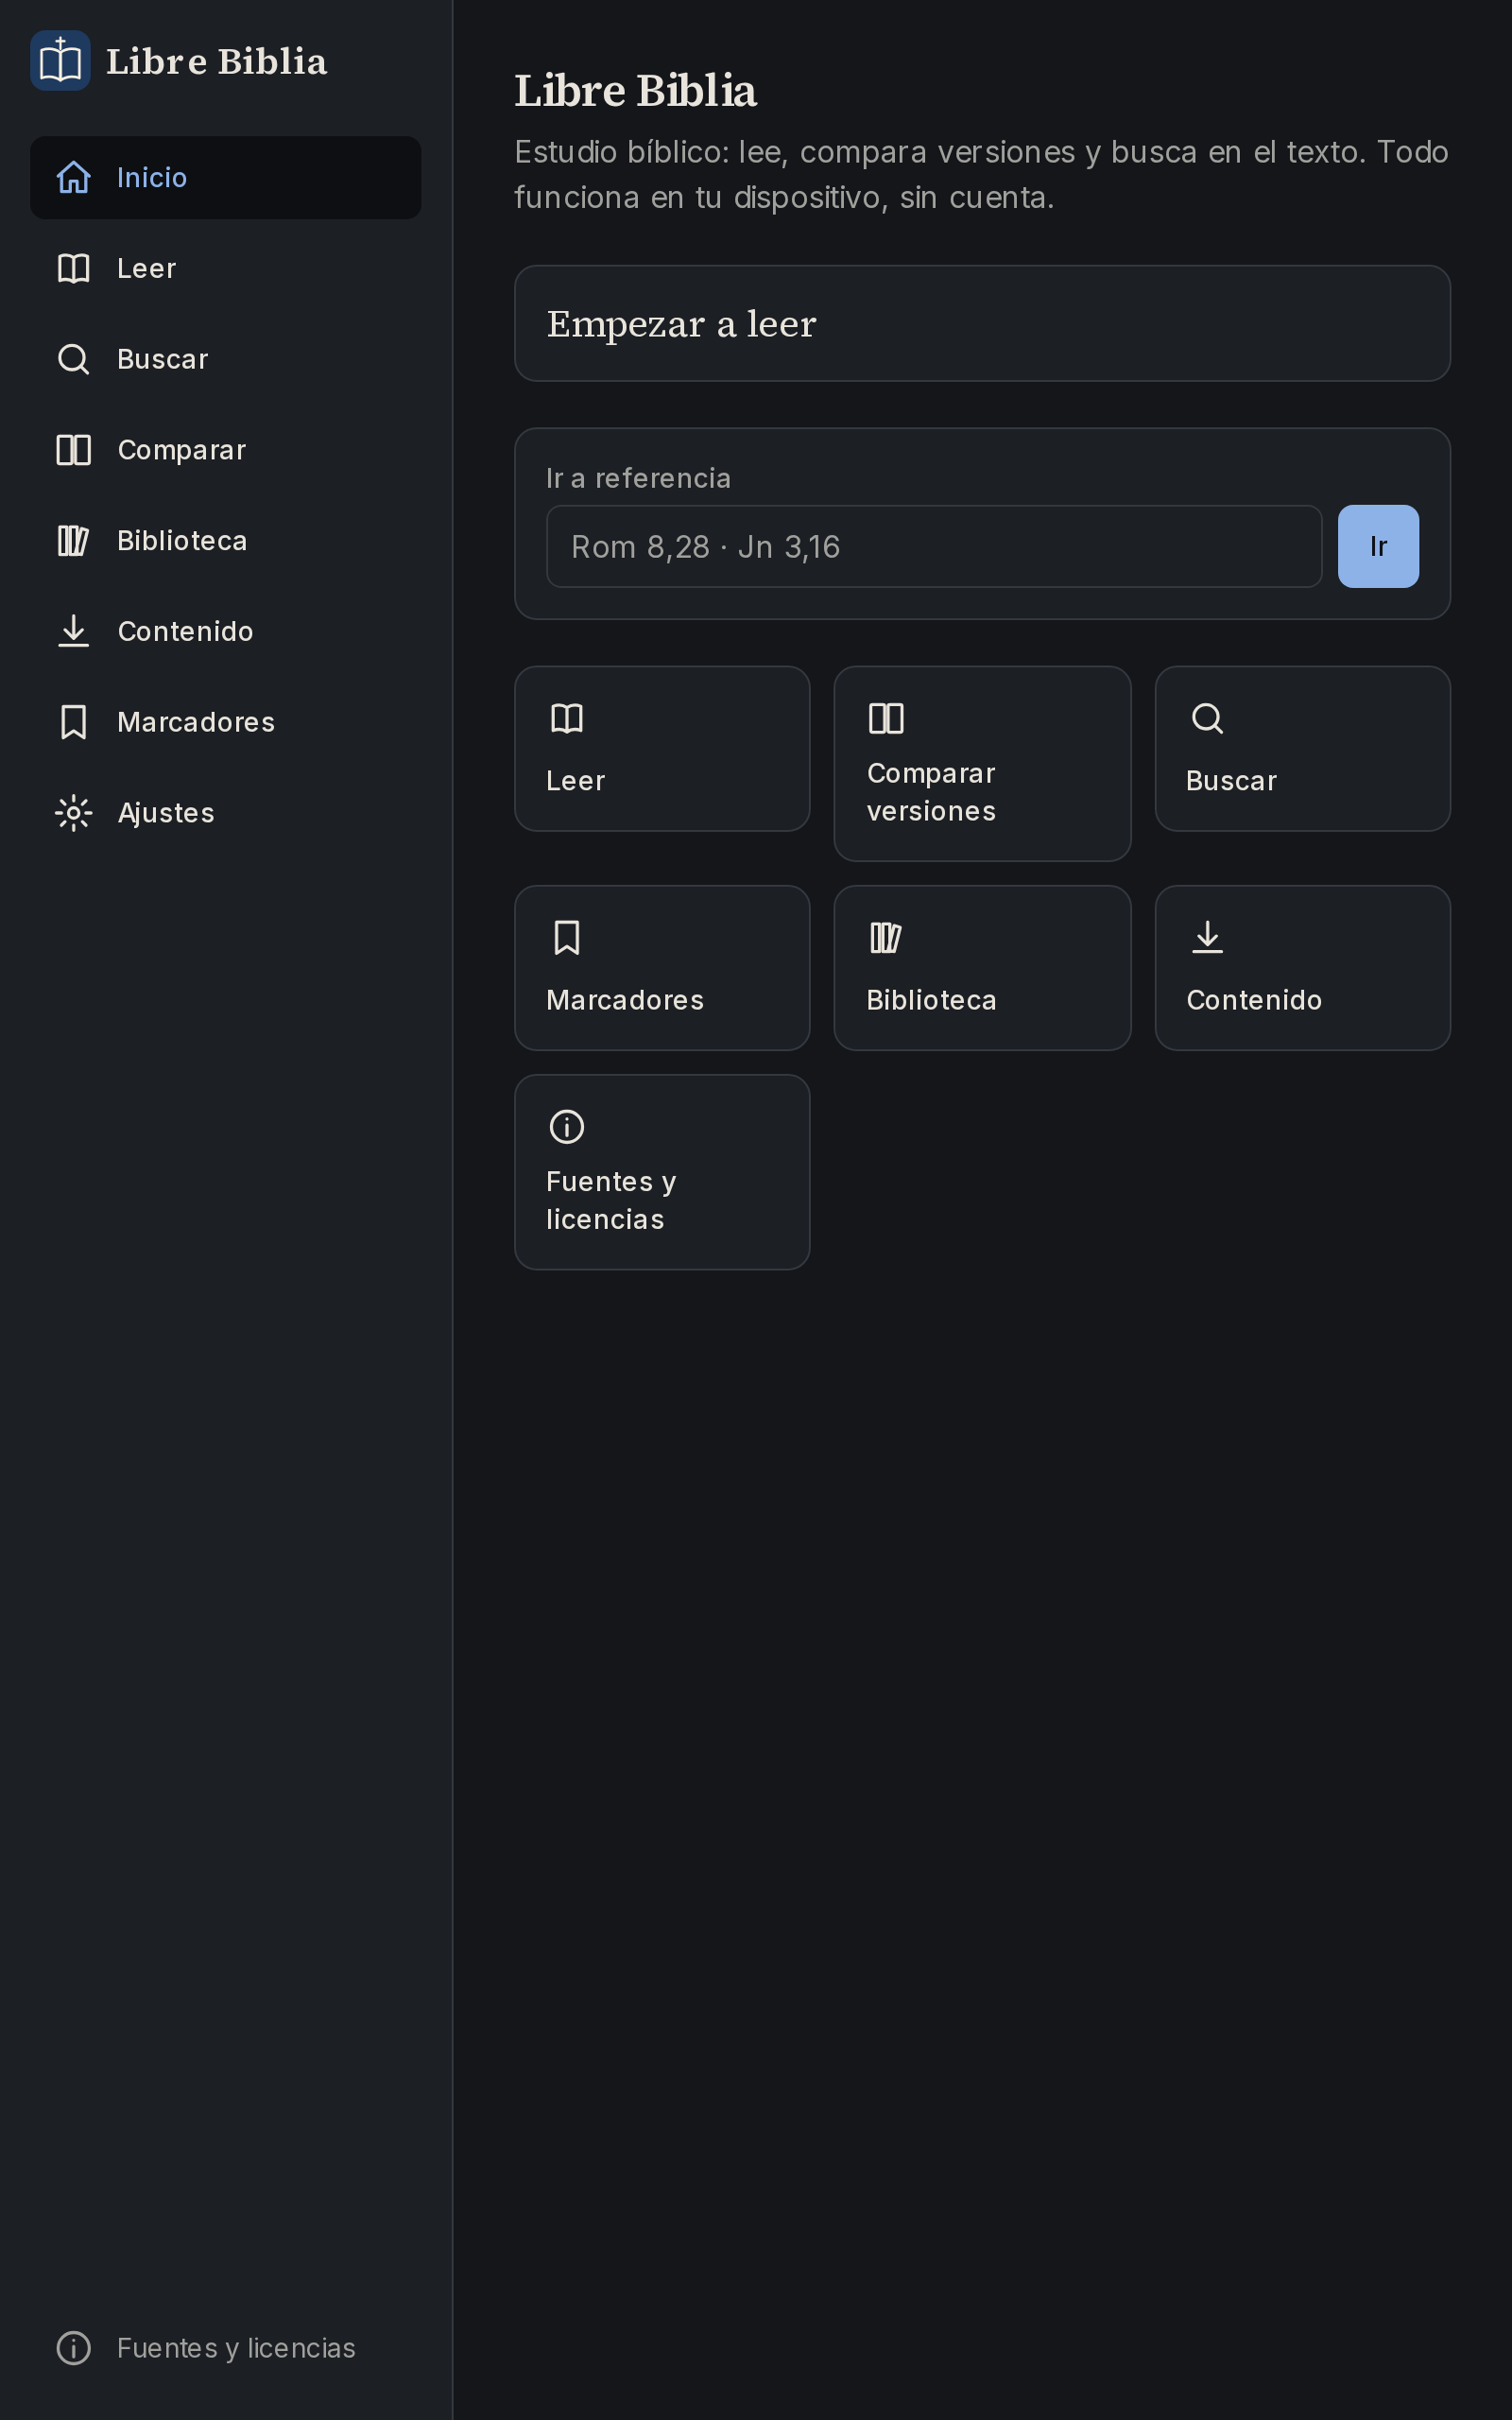 Libre Biblia
Inicio
Leer
Buscar
Comparar
Biblioteca
Contenido
Marcadores
Ajustes
Fuentes y licencias
Libre Biblia
Estudio bíblico: lee, compara versiones y busca en el texto. Todo
funciona en tu dispositivo, sin cuenta.
Empezar a leer
Ir a referencia
Rom 8,28 · Jn 3,16
Ir
Leer
Comparar
versiones
Buscar
Marcadores
Biblioteca
Contenido
Fuentes y
licencias